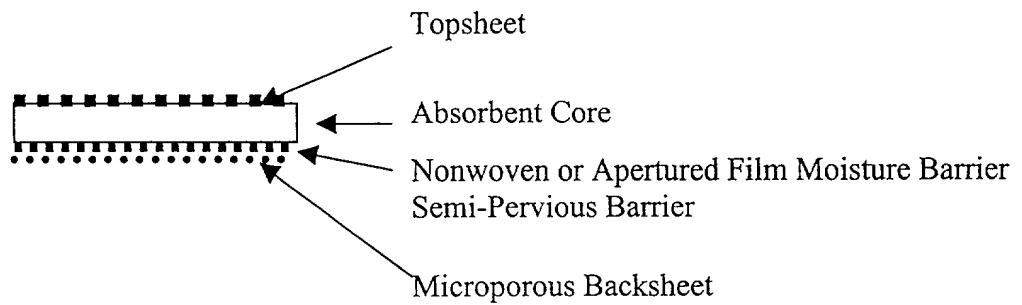 Topsheet
Absorbent Core
Nonwoven or Apertured Film Moisture Barrier
Semi-Pervious Barrier
Microporous Backsheet